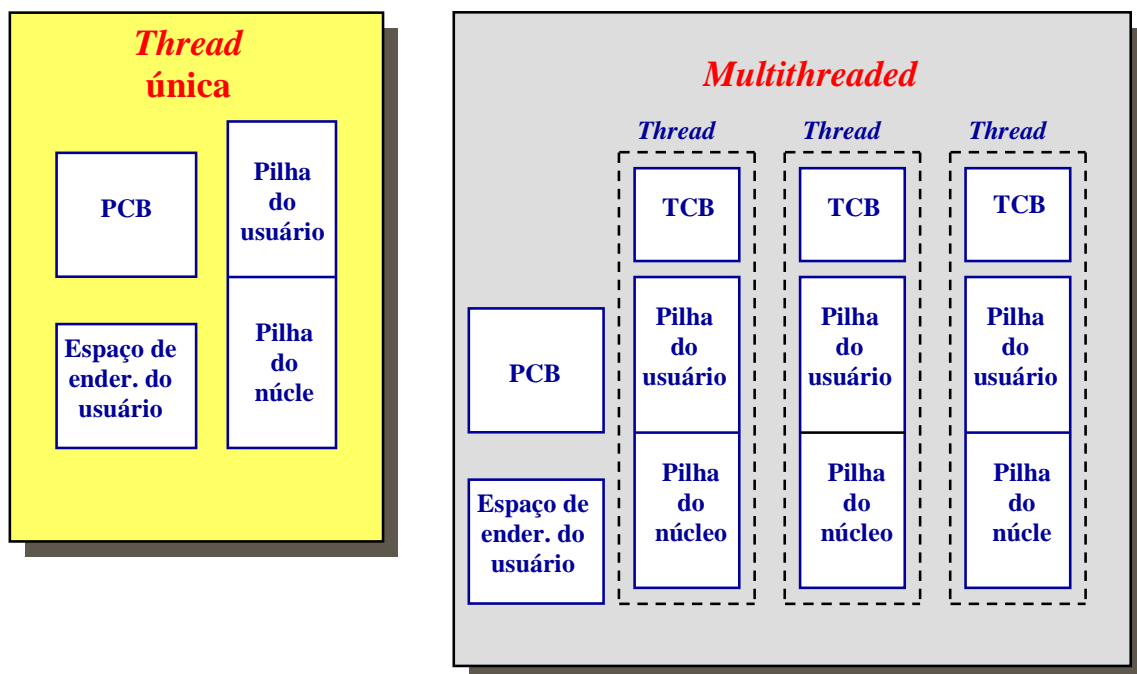 Thread
única
PCB
Pilha
do
usuário
Espaço de
ender. do
usuário
Pilha
do
núcle
Multithreaded
Thread
Thread
Thread
TCB
TCB
TCB
PCB
Pilha
do
usuário
Pilha
do
usuário
Pilha
do
usuário
Espaço de
ender. do
usuário
Pilha
do
núcleo
Pilha
do
núcleo
Pilha
do
núcle